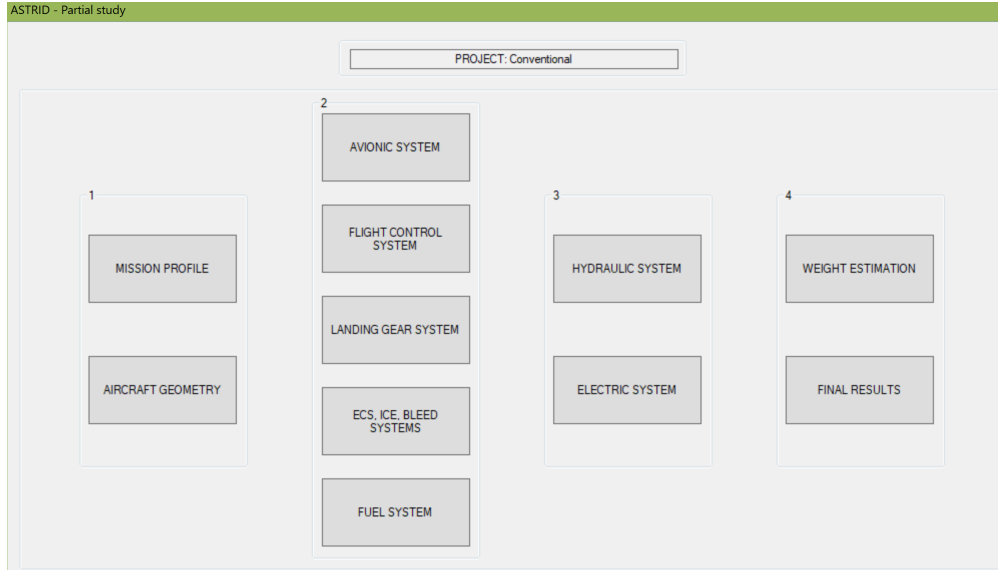 ASTRID - Partial study
PROJECT: Conventional
1
MISSION PROFILE
AIRCRAFT GEOMETRY
2
AVIONIC SYSTEM
FLIGHT CONTROL
SYSTEM
LANDING GEAR SYSTEM
ECS, ICE, BLEED
SYSTEMS
FUEL SYSTEM
3
HYDRAULIC SYSTEM
ELECTRIC SYSTEM
4
WEIGHT ESTIMATION
FINAL RESULTS